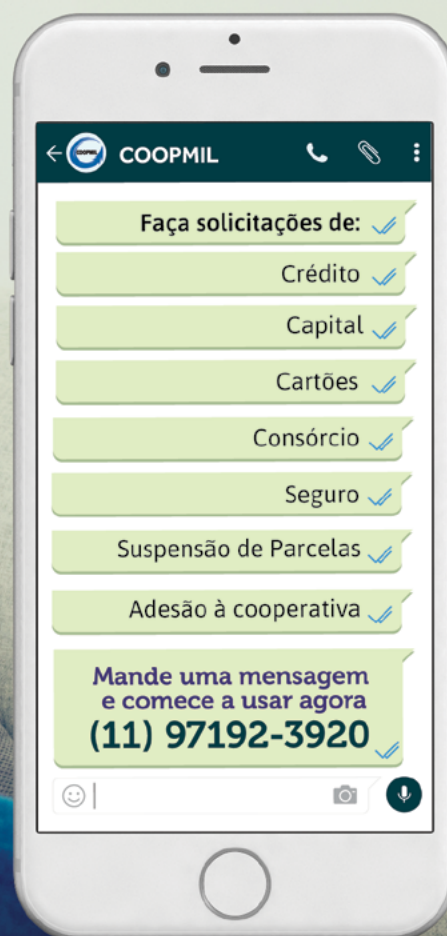 COOPMIL
COOPMIL
Faça solicitações de:
Crédito
Capital
Cartões
Consórcio
Seguro
Suspensão de Parcelas
Adesão à cooperativa
Mande uma mensagem
e comece a usar agora
(11) 97192-3920